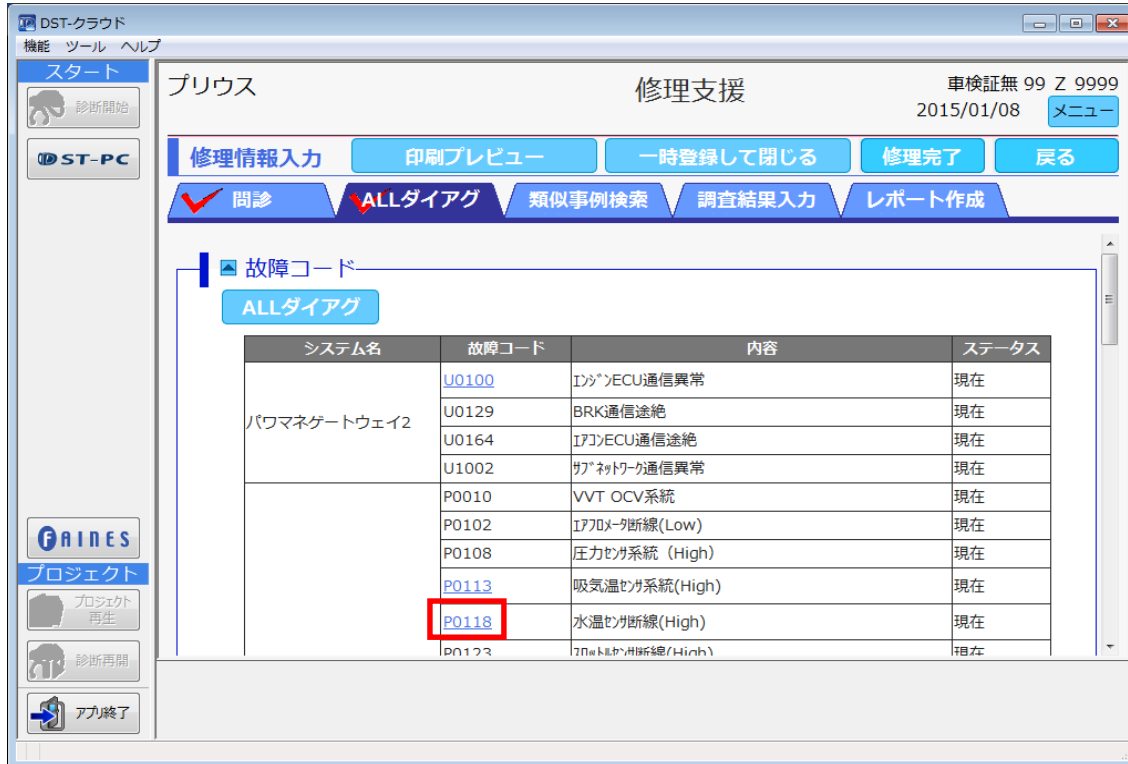 DST-クラウド
機能 ツール ヘルプ
スタート
診断開始
DST-PC
FAINES
プロジェクト
プロジェクト
再生
診断再開
アプリ終了
プリウス
修理支援
車検証無 99 Z 9999
2015/01/08
メニュー
修理情報入力
印刷プレビュー
一時登録して閉じる
修理完了
戻る
問診
ALLダイアグ
類似事例検索
調査結果入力
レポート作成
故障コード
ALLダイアグ
システム名 故障コード 内容 ステータス
パワマネゲートウェイ2
U0100 ｴﾝｼﾞﾝECU通信異常 現在
U0129 BRK通信途絶 現在
U0164 ｴｱｺﾝECU通信途絶 現在
U1002 ｻﾌﾞﾈｯﾄﾜｰｸ通信異常 現在
P0010 VVT OCV系統 現在
P0102 ｴｱﾌﾛﾒｰﾀ断線(Low) 現在
P0108 圧力ｾﾝｻ系統（High） 現在
P0113 吸気温ｾﾝｻ系統(High) 現在
P0118 水温ｾﾝｻ断線(High) 現在
P0123 ｽﾛｯﾄﾙｾﾝｻ断線(High) 現在